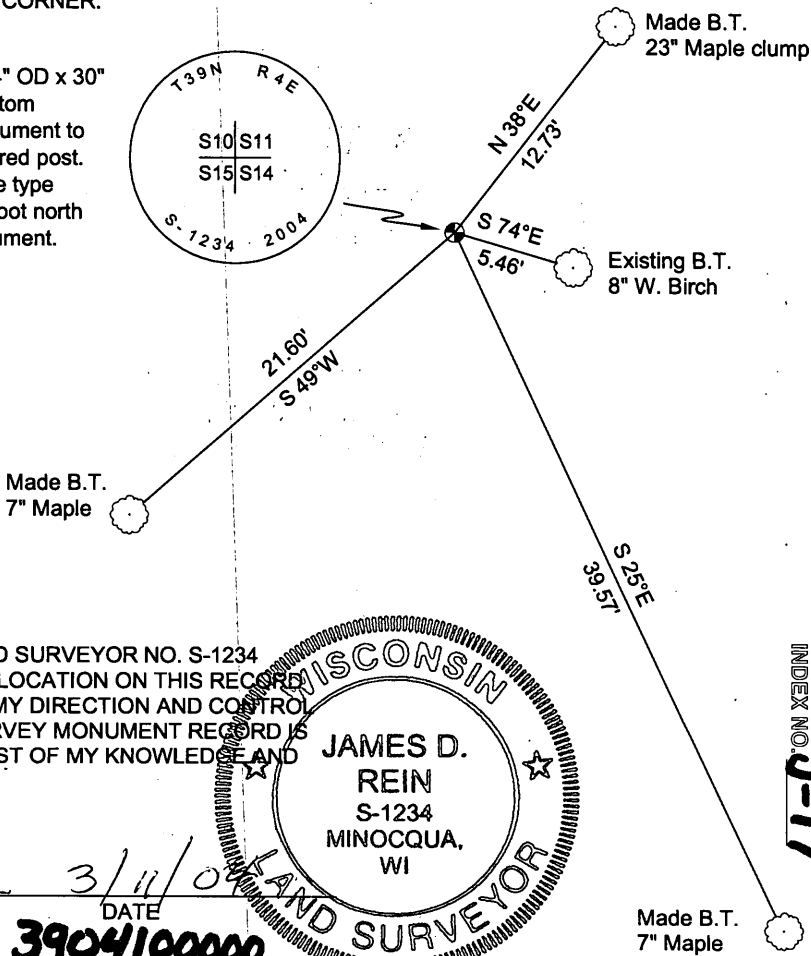 CORNER.
" OD x 30"
tom
ument to
red post.
e type
oot north
ument.
T39N R4E
S10 S11
S15 S14
S-1234 2004
Made B.T.
23" Maple clump
N 38°E
12.73'
S 74°E
5.46'
Existing B.T.
8" W. Birch
21.60'
S 49°W
Made B.T.
7" Maple
S 25°E
39.57'
Made B.T.
7" Maple
D SURVEYOR NO. S-1234
LOCATION ON THIS RECORD
MY DIRECTION AND CONTROL
RVEY MONUMENT RECORD IS
ST OF MY KNOWLEDGE AND
WISCONSIN
JAMES D.
REIN
S-1234
MINOCQUA,
WI
LAND SURVEYOR
3/11/04
DATE
3904100000
INDEX NO.
J-17